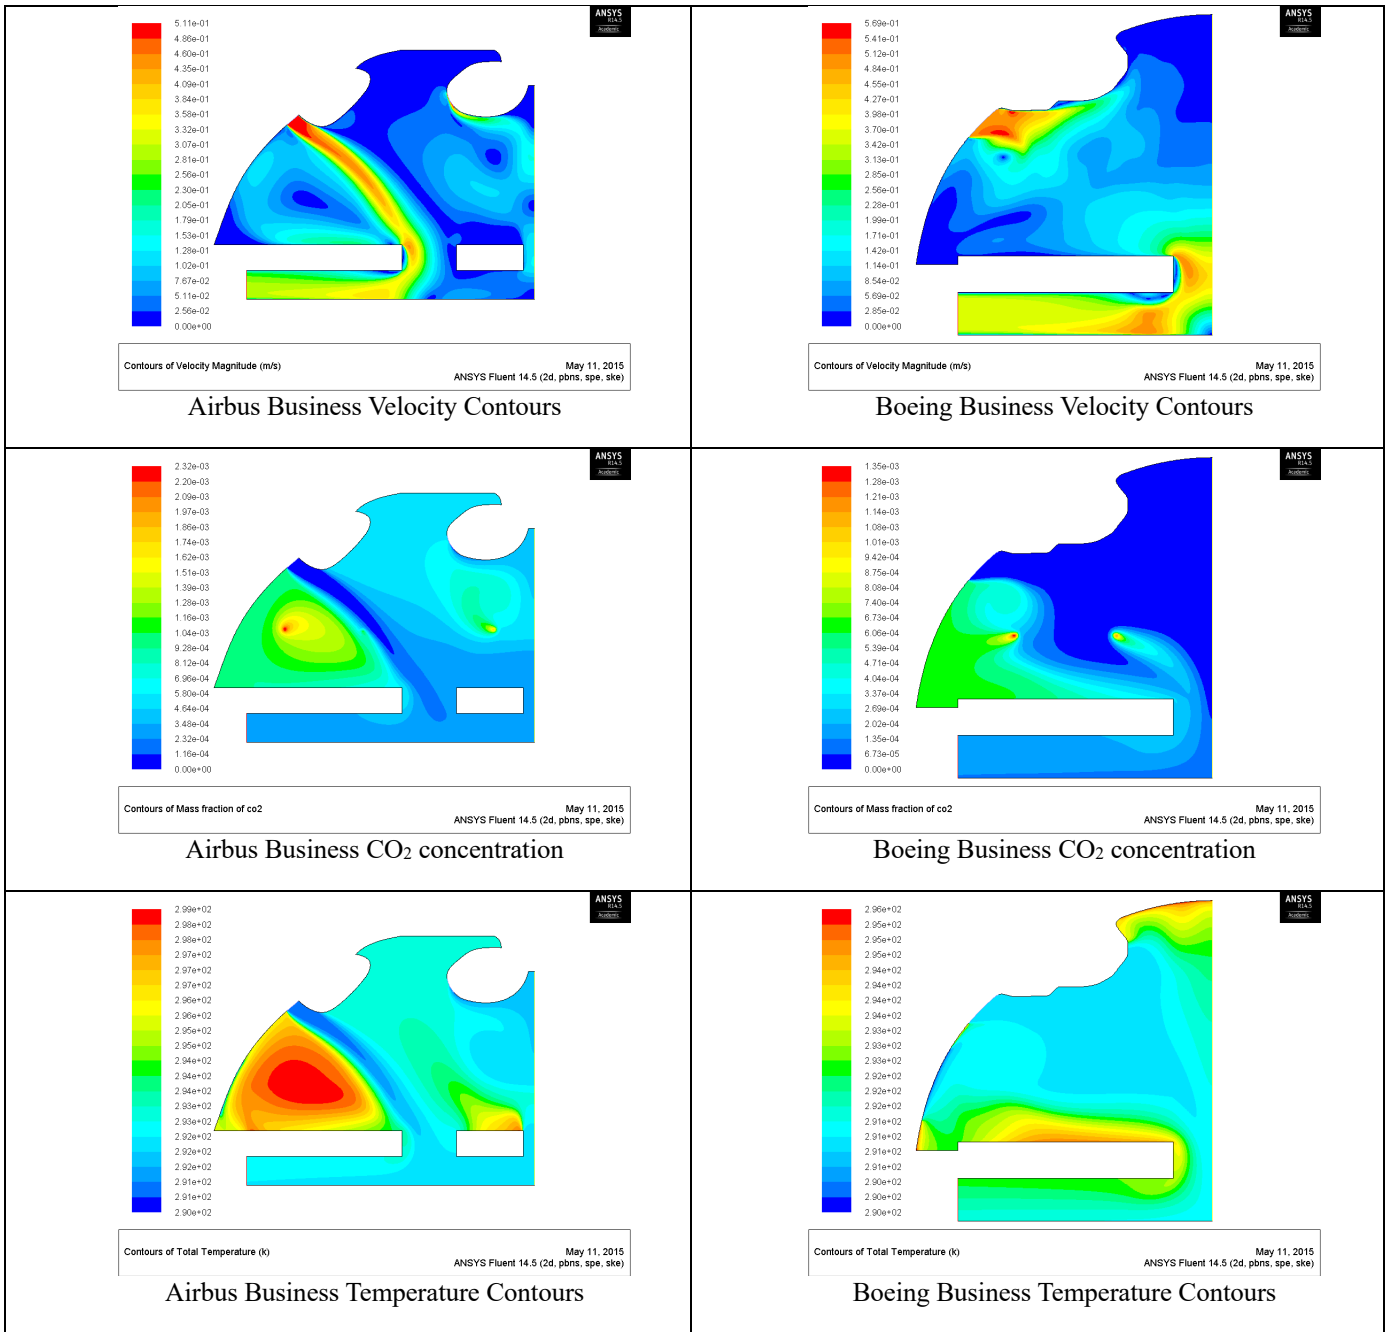 ANSYS
R14.5
Academic
5.11e-01
4.86e-01
4.60e-01
4.35e-01
4.09e-01
3.84e-01
3.58e-01
3.32e-01
3.07e-01
2.81e-01
2.56e-01
2.30e-01
2.05e-01
1.79e-01
1.53e-01
1.28e-01
1.02e-01
7.67e-02
5.11e-02
2.56e-02
0.00e+00
Contours of Velocity Magnitude (m/s)
May 11, 2015
ANSYS Fluent 14.5 (2d, pbns, spe, ske)
Airbus Business Velocity Contours
ANSYS
R14.5
Academic
5.69e-01
5.41e-01
5.12e-01
4.84e-01
4.55e-01
4.27e-01
3.98e-01
3.70e-01
3.42e-01
3.13e-01
2.85e-01
2.56e-01
2.28e-01
1.99e-01
1.71e-01
1.42e-01
1.14e-01
8.54e-02
5.69e-02
2.85e-02
0.00e+00
Contours of Velocity Magnitude (m/s)
May 11, 2015
ANSYS Fluent 14.5 (2d, pbns, spe, ske)
Boeing Business Velocity Contours
ANSYS
R14.5
Academic
2.32e-03
2.20e-03
2.09e-03
1.97e-03
1.86e-03
1.74e-03
1.62e-03
1.51e-03
1.39e-03
1.28e-03
1.16e-03
1.04e-03
9.28e-04
8.12e-04
6.96e-04
5.80e-04
4.64e-04
3.48e-04
2.32e-04
1.16e-04
0.00e+00
Contours of Mass fraction of co2
May 11, 2015
ANSYS Fluent 14.5 (2d, pbns, spe, ske)
Airbus Business CO₂ concentration
ANSYS
R14.5
Academic
1.35e-03
1.28e-03
1.21e-03
1.14e-03
1.08e-03
1.01e-03
9.42e-04
8.75e-04
8.08e-04
7.40e-04
6.73e-04
6.06e-04
5.39e-04
4.71e-04
4.04e-04
3.37e-04
2.69e-04
2.02e-04
1.35e-04
6.73e-05
0.00e+00
Contours of Mass fraction of co2
May 11, 2015
ANSYS Fluent 14.5 (2d, pbns, spe, ske)
Boeing Business CO₂ concentration
ANSYS
R14.5
Academic
2.99e+02
2.98e+02
2.98e+02
2.97e+02
2.97e+02
2.96e+02
2.96e+02
2.95e+02
2.95e+02
2.95e+02
2.94e+02
2.94e+02
2.94e+02
2.93e+02
2.93e+02
2.92e+02
2.92e+02
2.92e+02
2.91e+02
2.91e+02
2.90e+02
Contours of Total Temperature (k)
May 11, 2015
ANSYS Fluent 14.5 (2d, pbns, spe, ske)
Airbus Business Temperature Contours
ANSYS
R14.5
Academic
2.96e+02
2.95e+02
2.95e+02
2.95e+02
2.94e+02
2.94e+02
2.94e+02
2.93e+02
2.93e+02
2.93e+02
2.93e+02
2.92e+02
2.92e+02
2.92e+02
2.91e+02
2.91e+02
2.91e+02
2.91e+02
2.90e+02
2.90e+02
2.90e+02
Contours of Total Temperature (k)
May 11, 2015
ANSYS Fluent 14.5 (2d, pbns, spe, ske)
Boeing Business Temperature Contours